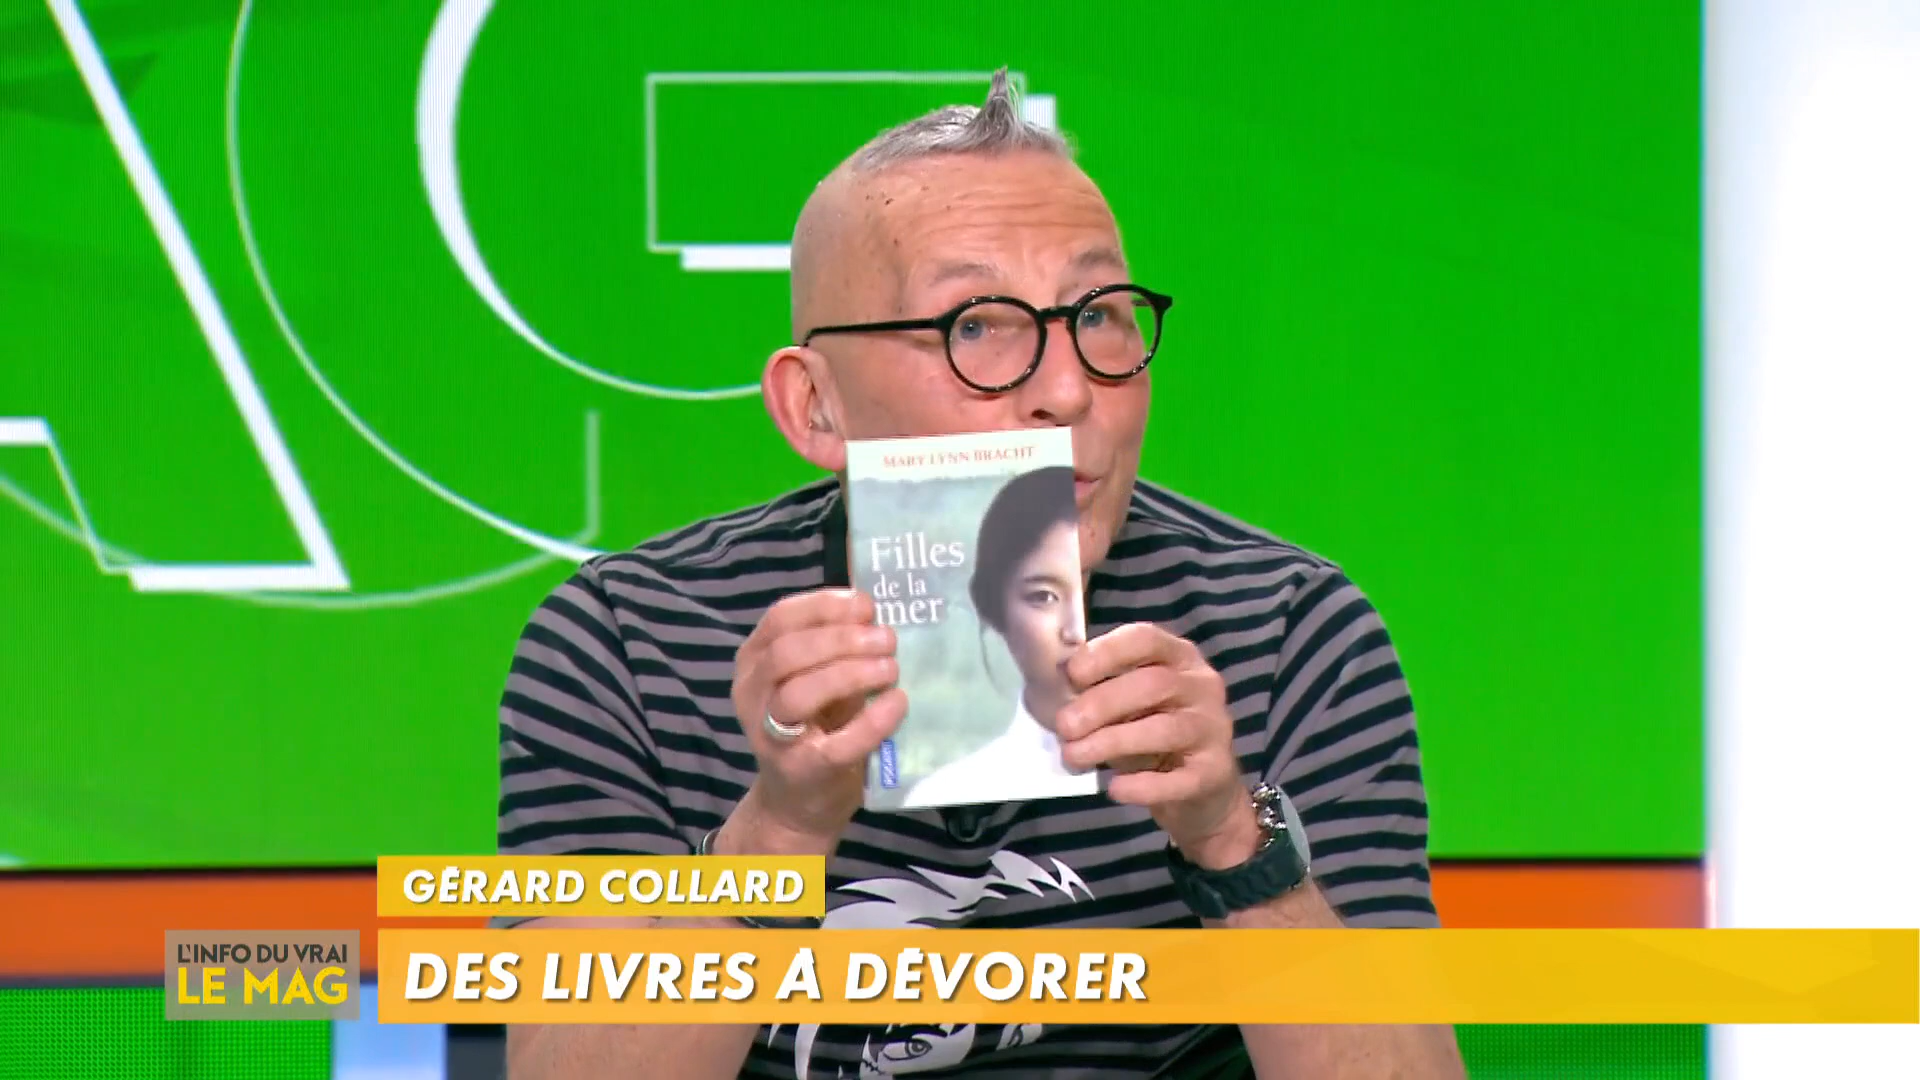 MARY LYNN BRACHT
Filles
de la
mer
POCKET
GÉRARD COLLARD
L'INFO DU VRAI
LE MAG
DES LIVRES À DÉVORER